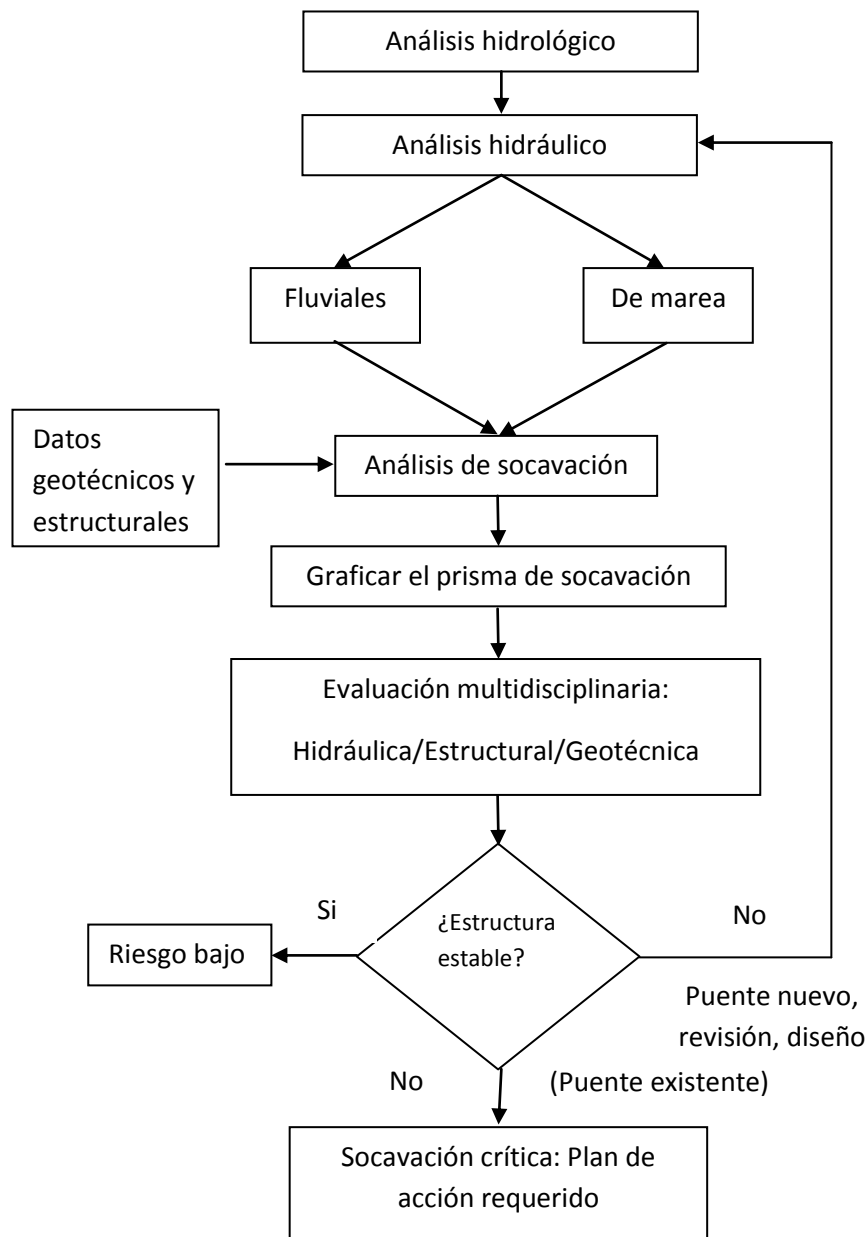 Análisis hidrológico
Análisis hidráulico
Fluviales
De marea
Datos
geotécnicos y
estructurales
Análisis de socavación
Graficar el prisma de socavación
Evaluación multidisciplinaria:
Hidráulica/Estructural/Geotécnica
Si
¿Estructura
estable?
No
Riesgo bajo
Puente nuevo,
revisión, diseño
No
(Puente existente)
Socavación crítica: Plan de
acción requerido